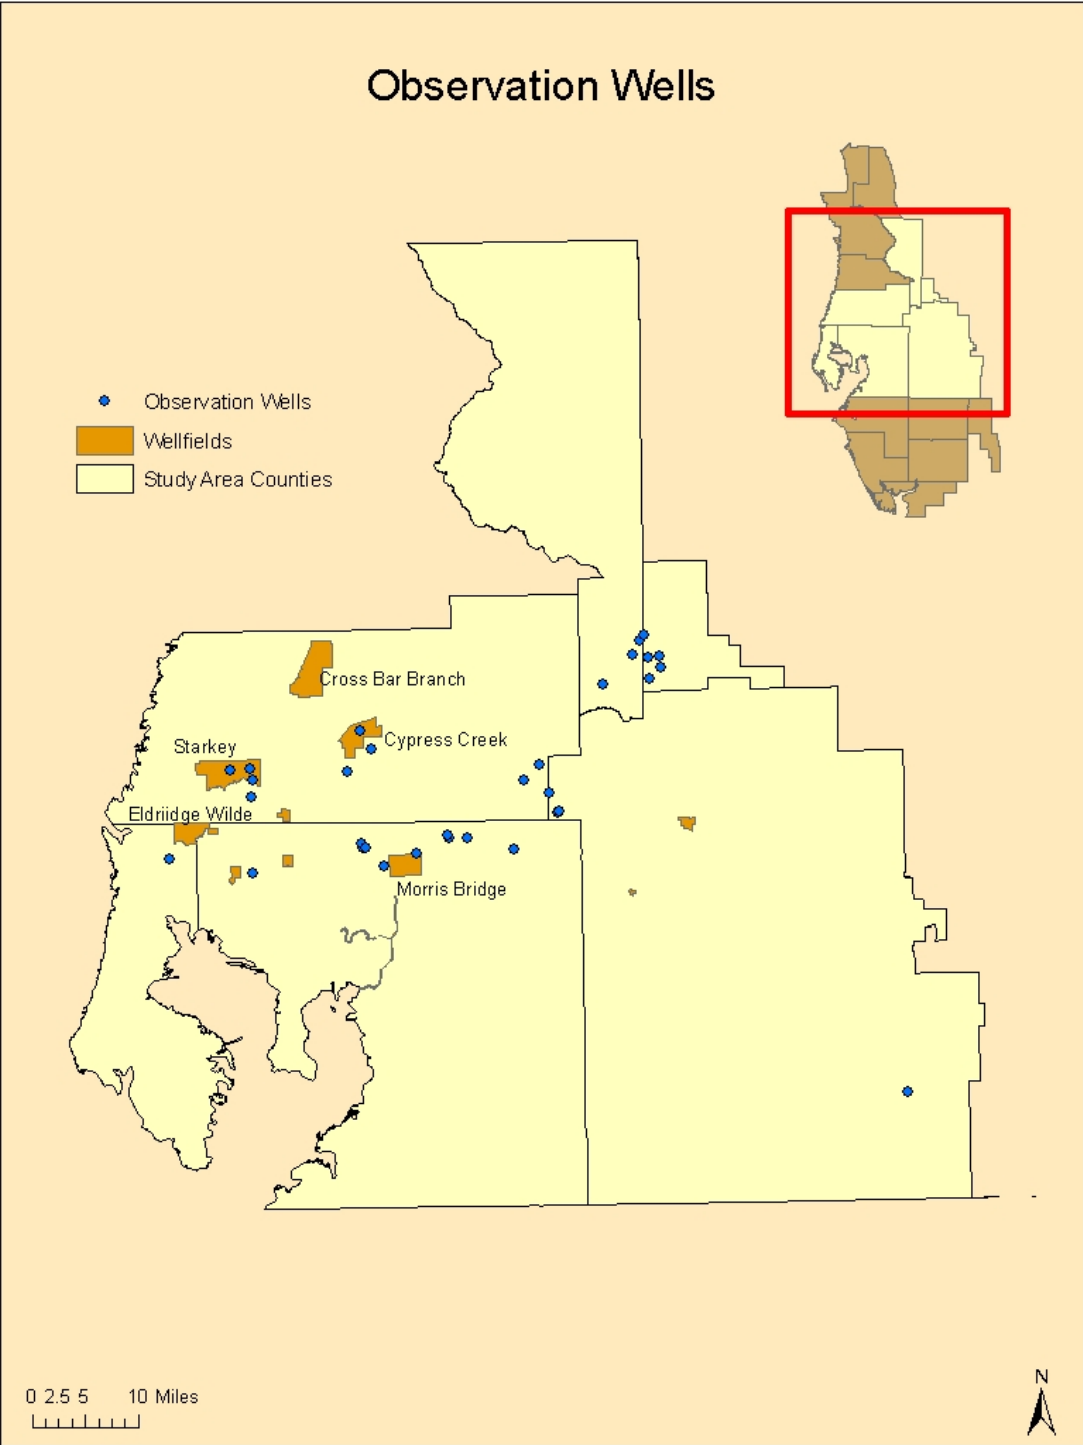 Observation Wells
Observation Wells
Wellfields
Study Area Counties
Cross Bar Branch
Cypress Creek
Starkey
Eldriidge Wilde
Morris Bridge
N
0 2.5 5 10 Miles